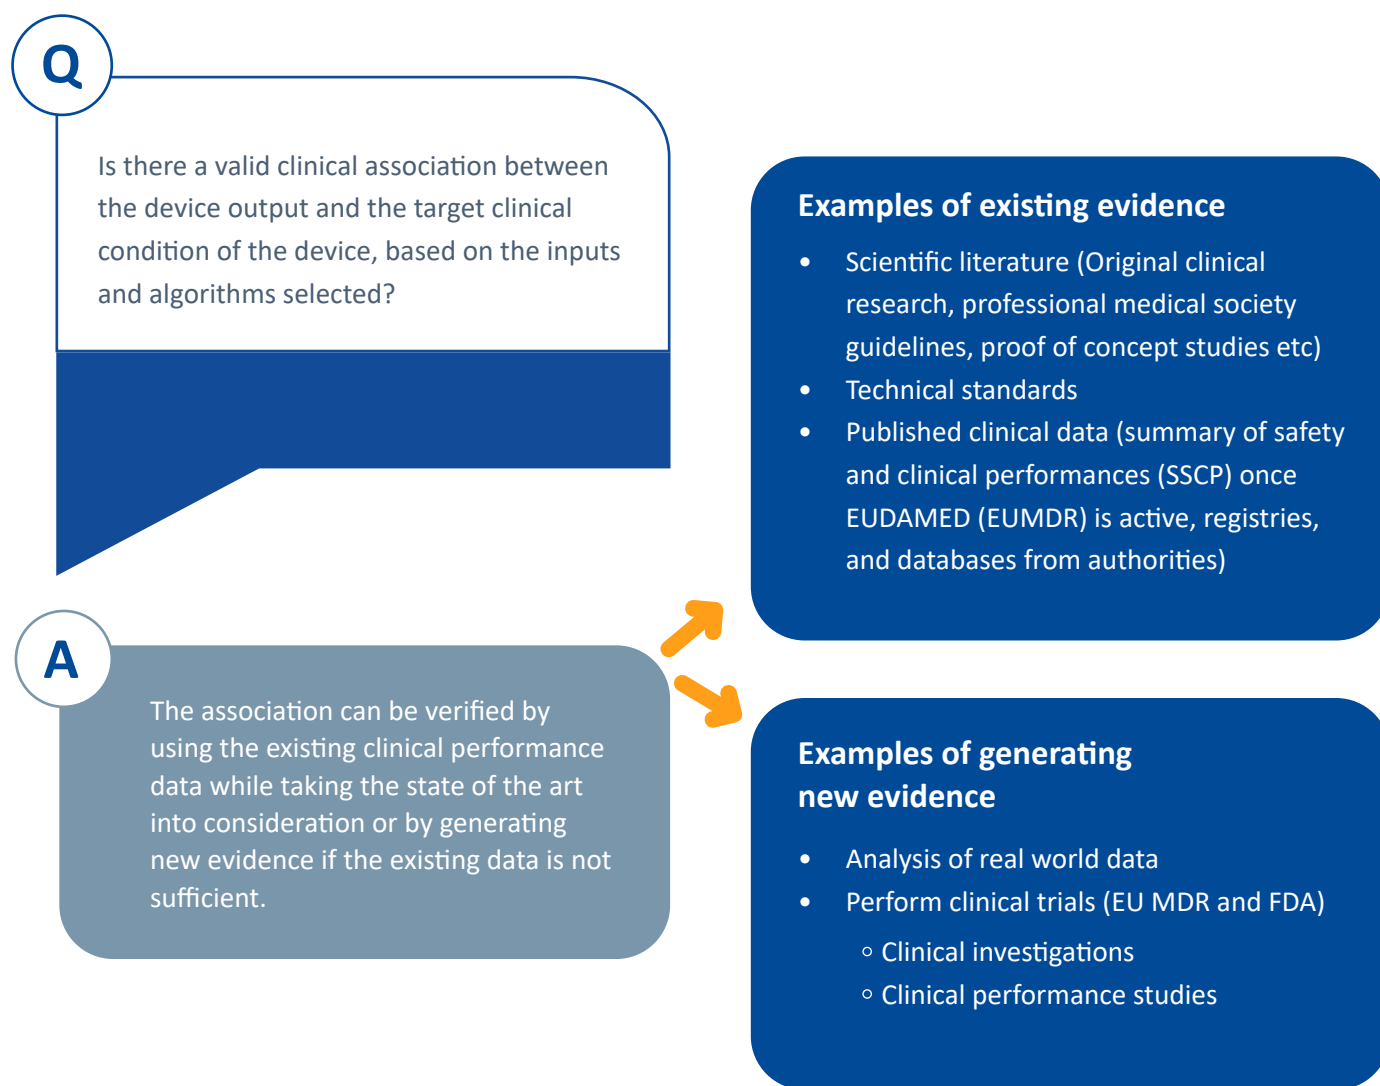 Q
Is there a valid clinical association between
the device output and the target clinical
condition of the device, based on the inputs
and algorithms selected?
A
The association can be verified by
using the existing clinical performance
data while taking the state of the art
into consideration or by generating
new evidence if the existing data is not
sufficient.
Examples of existing evidence
• Scientific literature (Original clinical
research, professional medical society
guidelines, proof of concept studies etc)
• Technical standards
• Published clinical data (summary of safety
and clinical performances (SSCP) once
EUDAMED (EUMDR) is active, registries,
and databases from authorities)
Examples of generating
new evidence
• Analysis of real world data
• Perform clinical trials (EU MDR and FDA)
○ Clinical investigations
○ Clinical performance studies